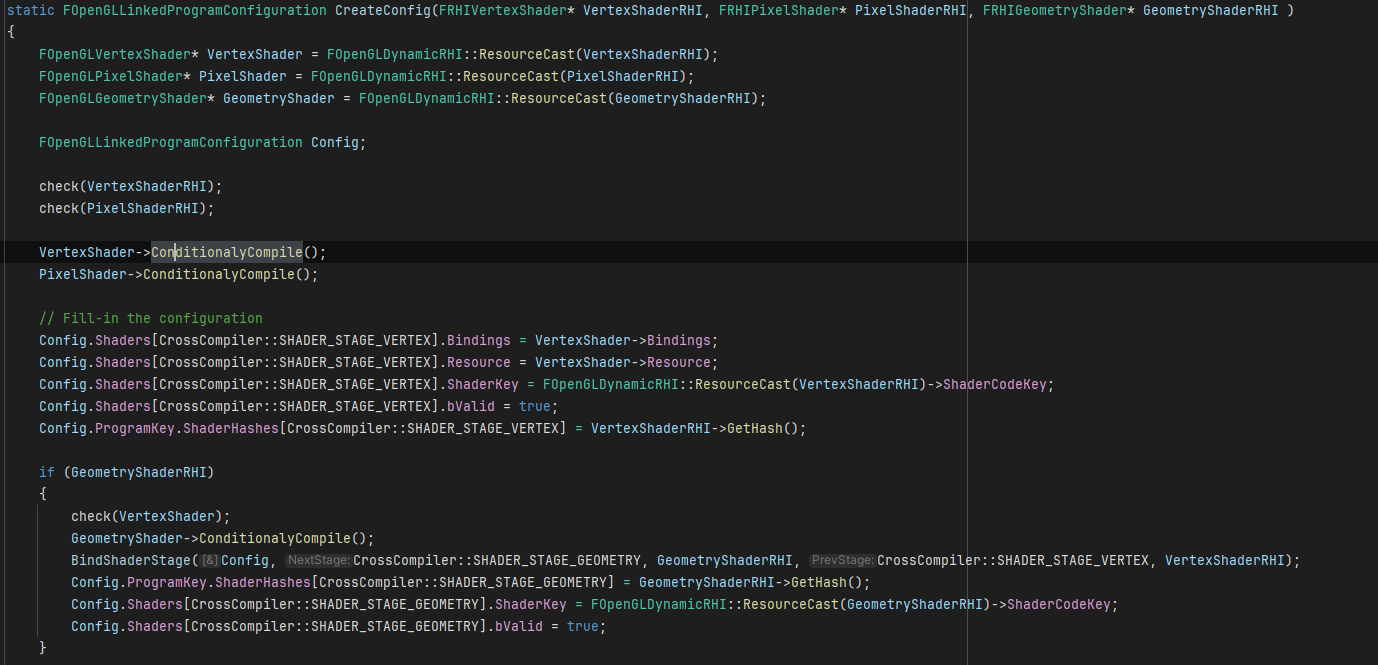 static FOpenGLLinkedProgramConfiguration CreateConfig(FRHIVertexShader* VertexShaderRHI, FRHIPixelShader* PixelShaderRHI, FRHIGeometryShader* GeometryShaderRHI )
{
    FOpenGLVertexShader* VertexShader = FOpenGLDynamicRHI::ResourceCast(VertexShaderRHI);
    FOpenGLPixelShader* PixelShader = FOpenGLDynamicRHI::ResourceCast(PixelShaderRHI);
    FOpenGLGeometryShader* GeometryShader = FOpenGLDynamicRHI::ResourceCast(GeometryShaderRHI);

    FOpenGLLinkedProgramConfiguration Config;

    check(VertexShaderRHI);
    check(PixelShaderRHI);

    VertexShader->ConditionalyCompile();
    PixelShader->ConditionalyCompile();

    // Fill-in the configuration
    Config.Shaders[CrossCompiler::SHADER_STAGE_VERTEX].Bindings = VertexShader->Bindings;
    Config.Shaders[CrossCompiler::SHADER_STAGE_VERTEX].Resource = VertexShader->Resource;
    Config.Shaders[CrossCompiler::SHADER_STAGE_VERTEX].ShaderKey = FOpenGLDynamicRHI::ResourceCast(VertexShaderRHI)->ShaderCodeKey;
    Config.Shaders[CrossCompiler::SHADER_STAGE_VERTEX].bValid = true;
    Config.ProgramKey.ShaderHashes[CrossCompiler::SHADER_STAGE_VERTEX] = VertexShaderRHI->GetHash();

    if (GeometryShaderRHI)
    {
        check(VertexShader);
        GeometryShader->ConditionalyCompile();
        BindShaderStage([&]Config, NextStage:CrossCompiler::SHADER_STAGE_GEOMETRY, GeometryShaderRHI, PrevStage:CrossCompiler::SHADER_STAGE_VERTEX, VertexShaderRHI);
        Config.ProgramKey.ShaderHashes[CrossCompiler::SHADER_STAGE_GEOMETRY] = GeometryShaderRHI->GetHash();
        Config.Shaders[CrossCompiler::SHADER_STAGE_GEOMETRY].ShaderKey = FOpenGLDynamicRHI::ResourceCast(GeometryShaderRHI)->ShaderCodeKey;
        Config.Shaders[CrossCompiler::SHADER_STAGE_GEOMETRY].bValid = true;
    }